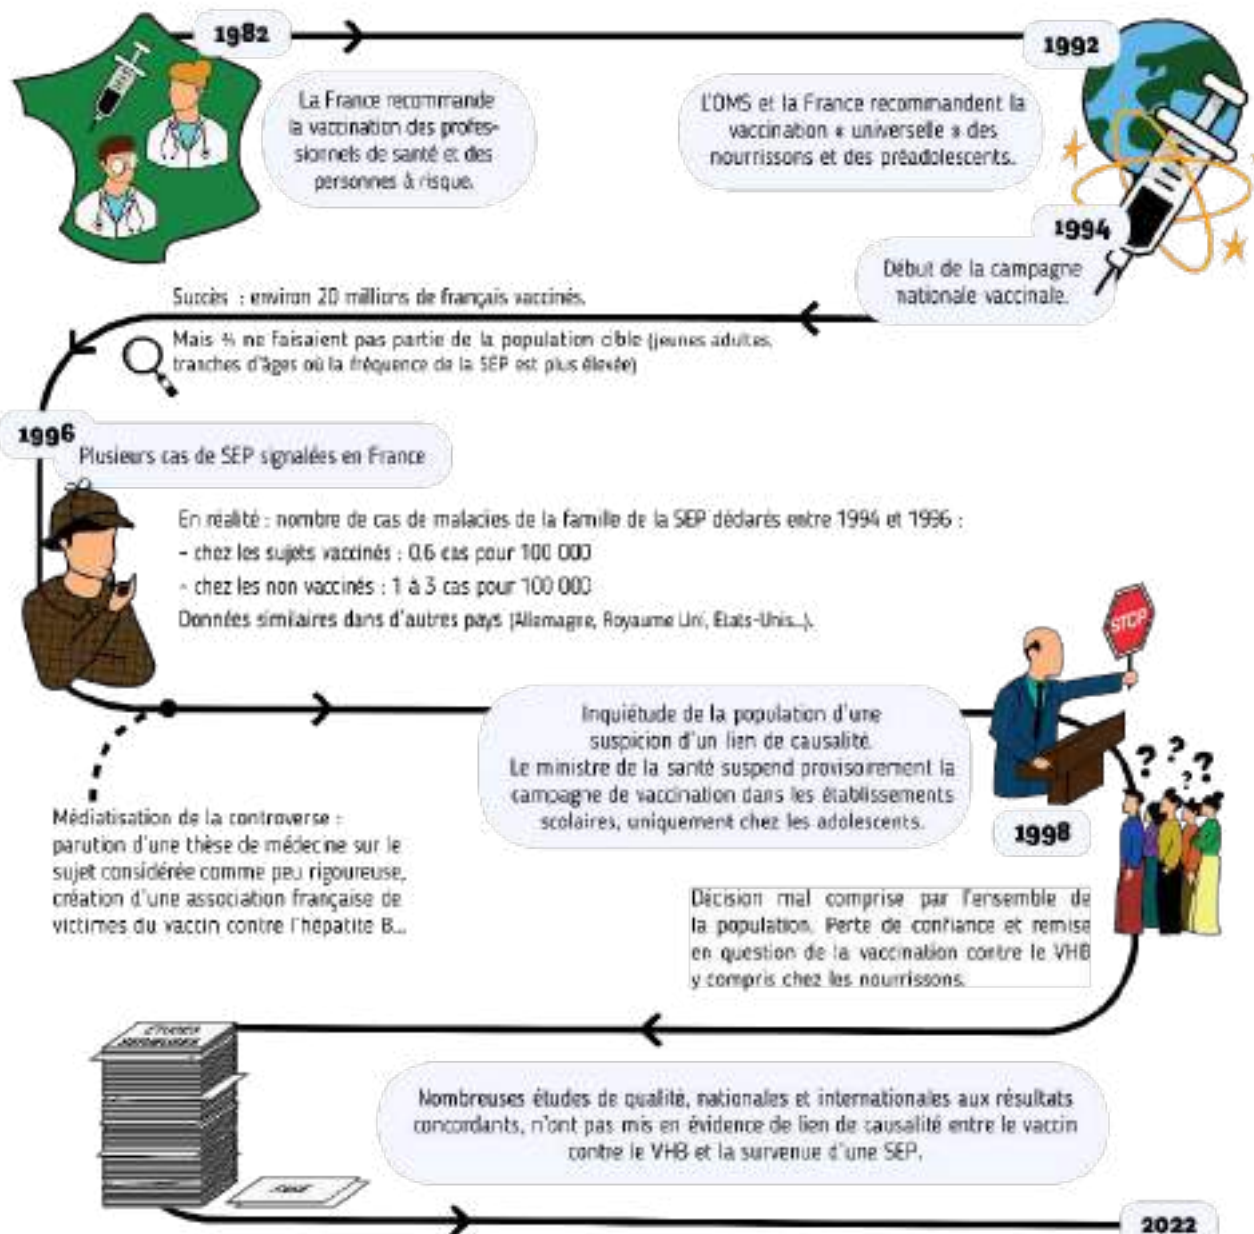 1982
La France recommande
la vaccination des profes-
sionnels de santé et des
personnes à risque.
1992
L'OMS et la France recommandent la
vaccination « universelle » des
nourrissons et des préadolescents.
1994
Début de la campagne
nationale vaccinale.
Succès : environ 20 millions de français vaccinés.
Mais ne faisaient pas partie de la population cible (jeunes adultes,
tranches d'âges où la fréquence de la SEP est plus élevée)
1996
Plusieurs cas de SEP signalées en France
En réalité : nombre de cas de maladies de la famille de la SEP déclarés entre 1994 et 1996 :
- chez les sujets vaccinés : 0,6 cas pour 100 000
- chez les non vaccinés : 1 à 3 cas pour 100 000
Données similaires dans d'autres pays (Allemagne, Royaume Uni, Etats-Unis...).
STOP
Inquiétude de la population d'une
suspicion d'un lien de causalité.
Le ministre de la santé suspend provisoirement la
campagne de vaccination dans les établissements
scolaires, uniquement chez les adolescents.
? ? ? ?
1998
Médiatisation de la controverse :
parution d'une thèse de médecine sur le
sujet considérée comme peu rigoureuse,
création d'une association française de
victimes du vaccin contre l'hépatite B...
Décision mal comprise par l'ensemble de
la population. Perte de confiance et remise
en question de la vaccination contre le VHB
y compris chez les nourrissons.
ÉTUDES
Nombreuses études de qualité, nationales et internationales aux résultats
concordants, n'ont pas mis en évidence de lien de causalité entre le vaccin
contre le VHB et la survenue d'une SEP.
2022